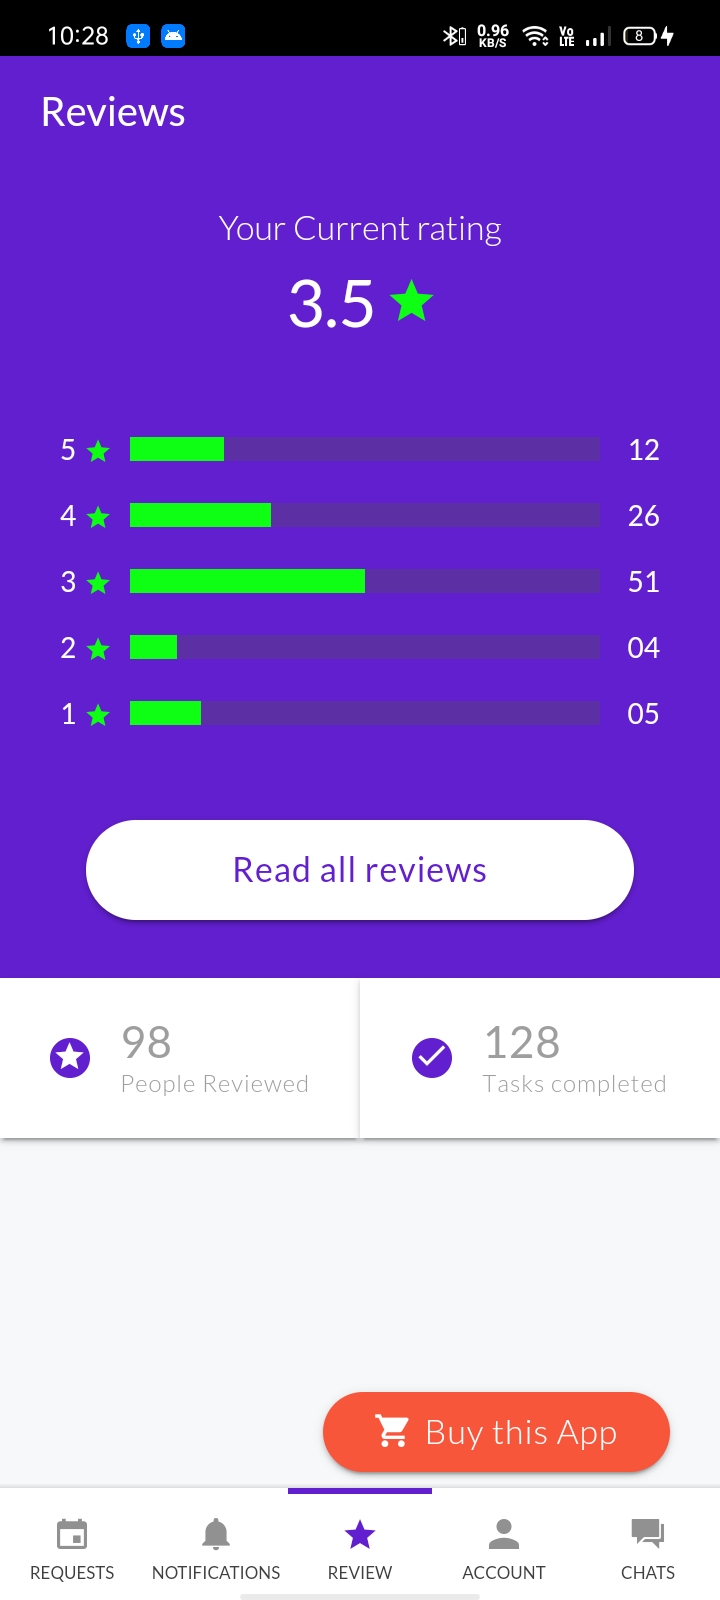 10:28 0.96 KB/S Vo LTE 8
Reviews
Your Current rating
3.5
5 12
4 26
3 51
2 04
1 05
Read all reviews
98 128
People Reviewed Tasks completed
Buy this App
REQUESTS NOTIFICATIONS REVIEW ACCOUNT CHATS